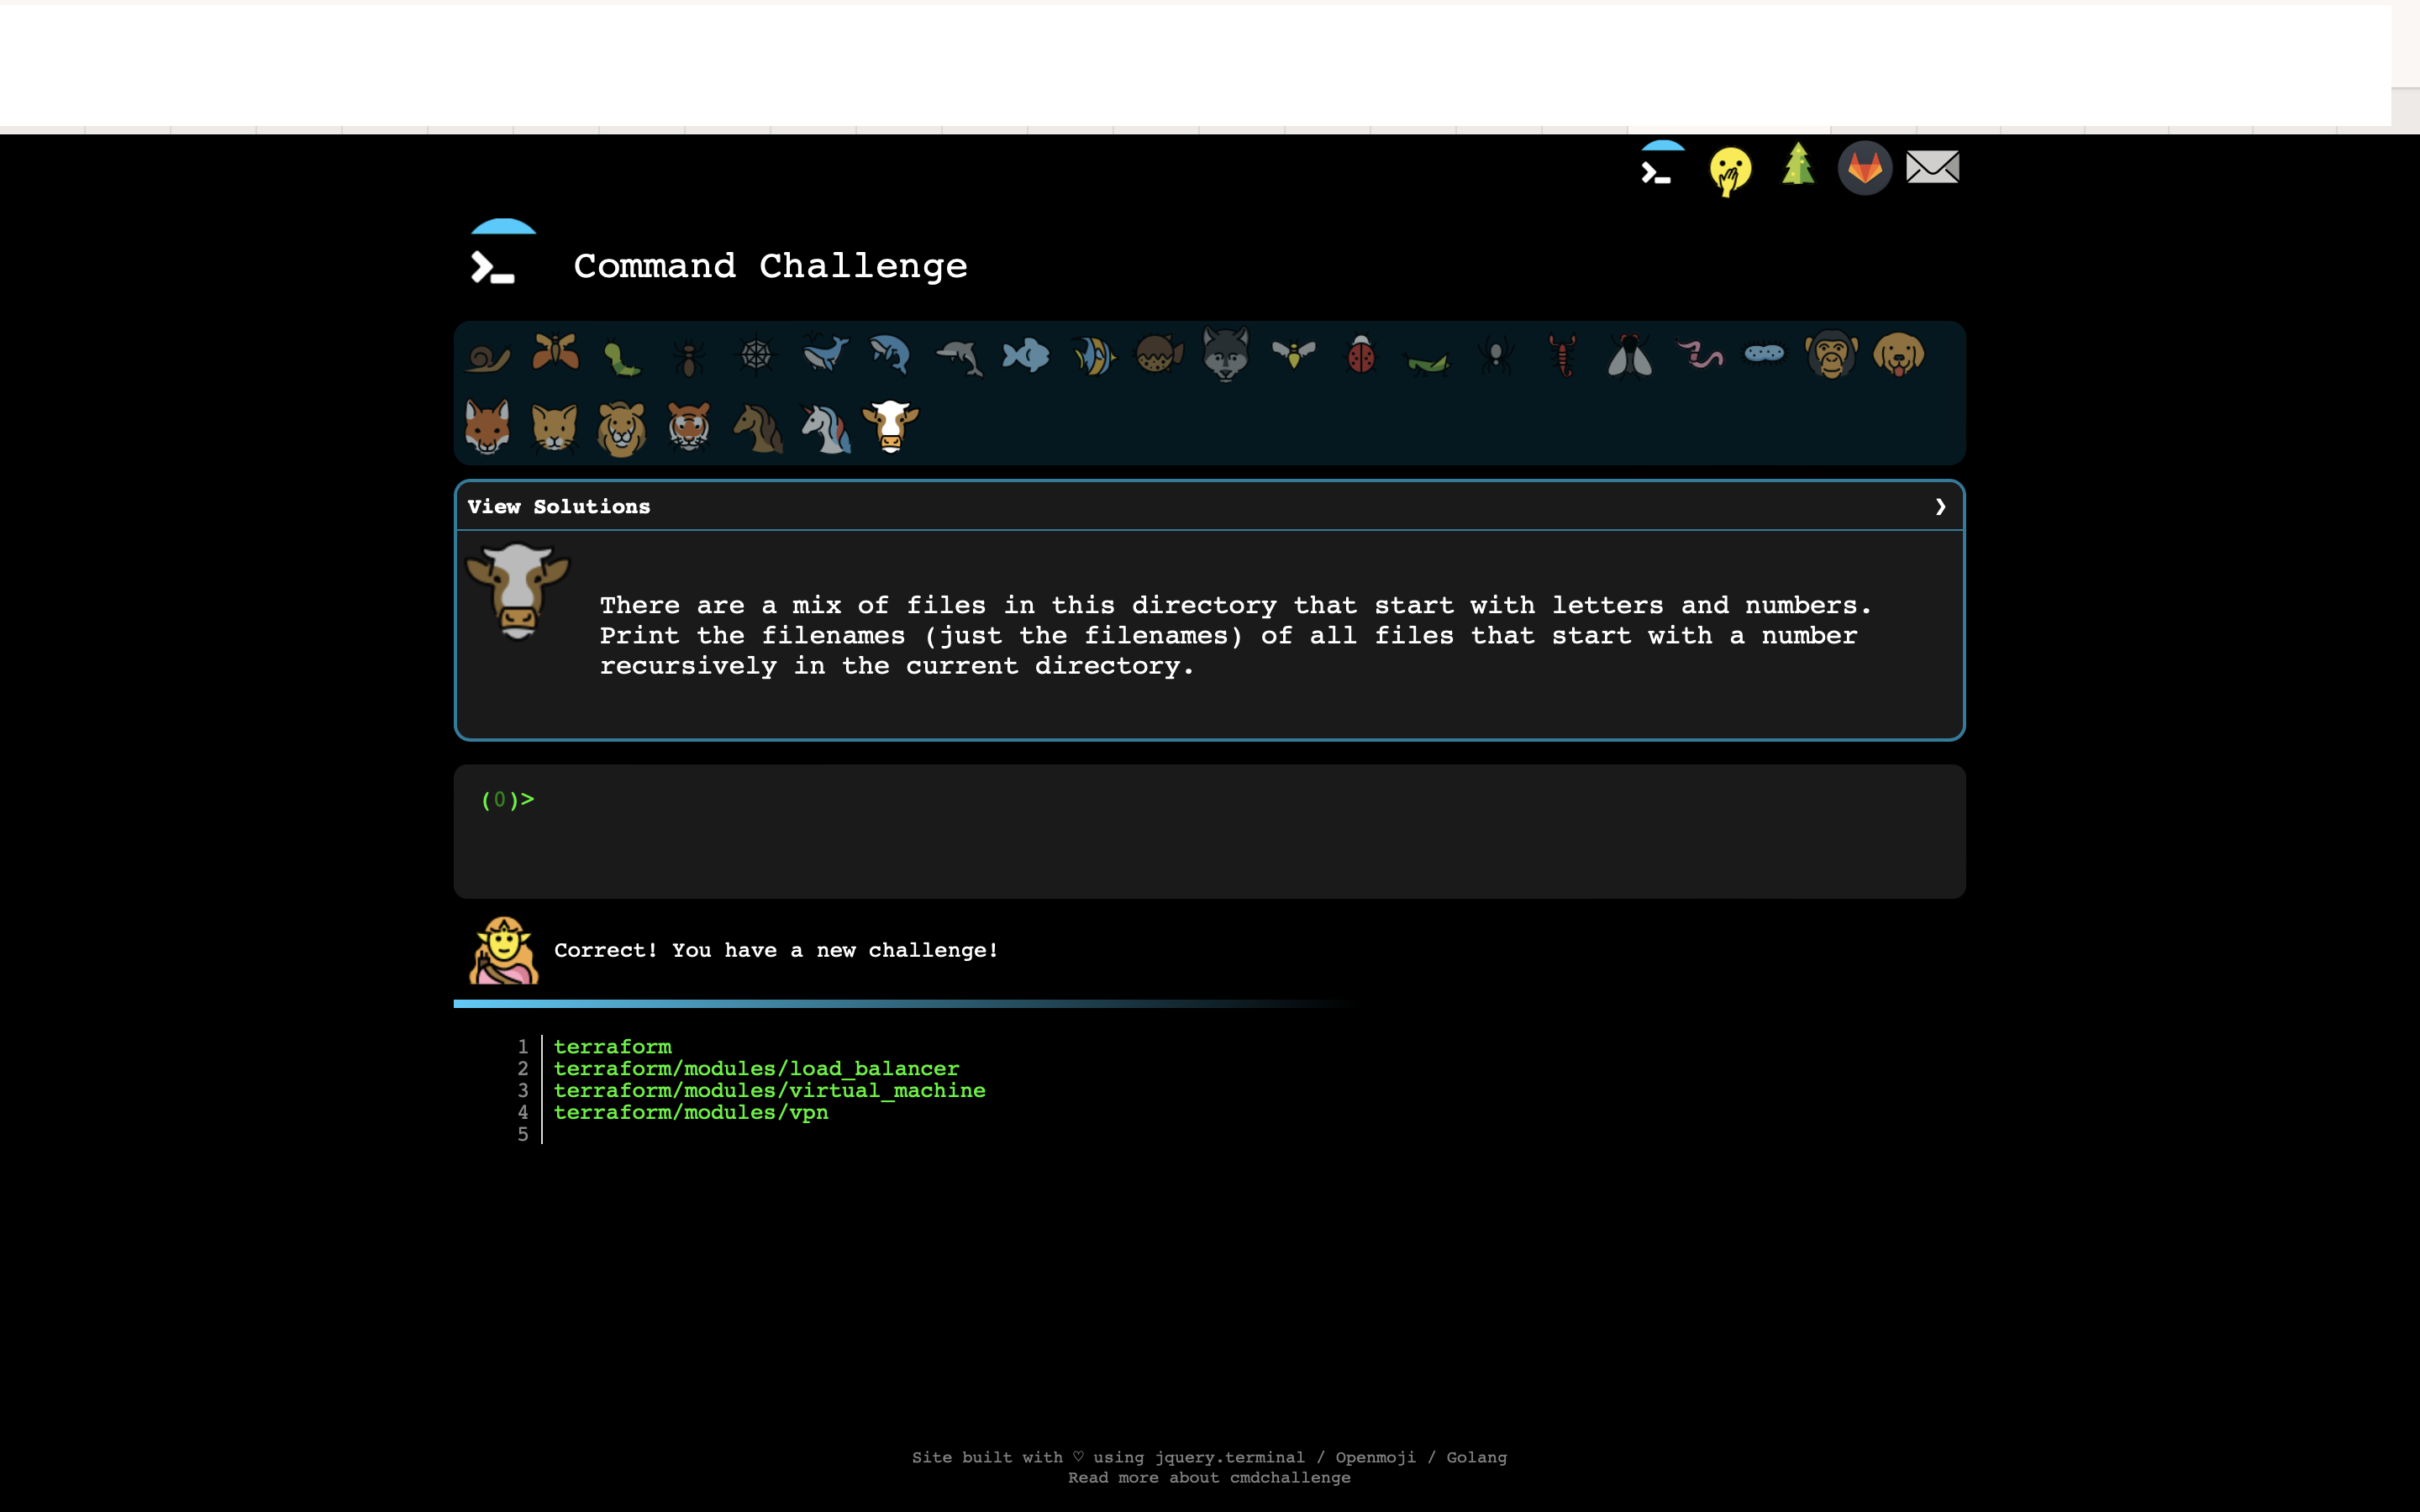 Command Challenge
View Solutions ❯
There are a mix of files in this directory that start with letters and numbers.
Print the filenames (just the filenames) of all files that start with a number
recursively in the current directory.
(0)>
Correct! You have a new challenge!
1 terraform
2 terraform/modules/load_balancer
3 terraform/modules/virtual_machine
4 terraform/modules/vpn
5
Site built with ♡ using jquery.terminal / Openmoji / Golang
Read more about cmdchallenge